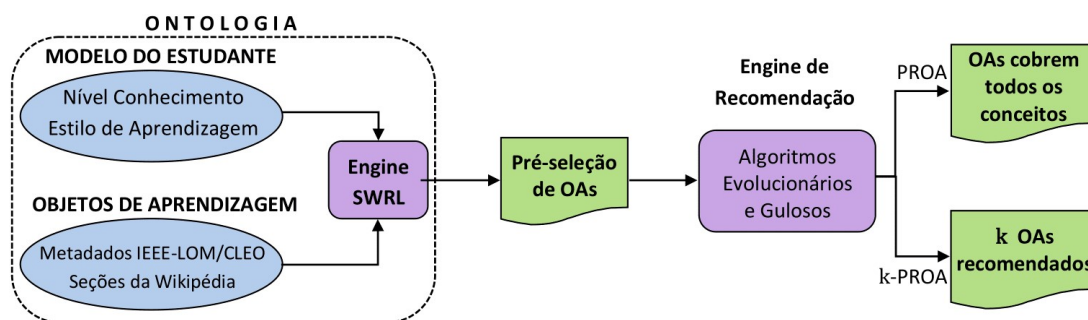 ONTOLOGIA
MODELO DO ESTUDANTE
Nível Conhecimento
Estilo de Aprendizagem
OBJETOS DE APRENDIZAGEM
Metadados IEEE-LOM/CLEO
Seções da Wikipédia
Engine
SWRL
Pré-seleção
de OAs
Engine de
Recomendação
Algoritmos
Evolucionários
e Gulosos
PROA
OAs cobrem
todos os
conceitos
k-PROA
k OAs
recomendados